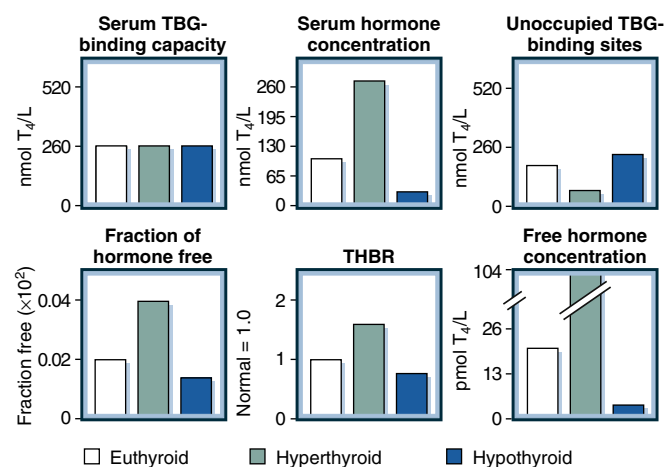 Serum TBG-
binding capacity
nmol T4/L
520
260
0
Serum hormone
concentration
nmol T4/L
260
195
130
65
0
Unoccupied TBG-
binding sites
nmol T4/L
520
260
0
Fraction of
hormone free
Fraction free (×10²)
0.04
0.02
0
THBR
Normal = 1.0
2
1
0
Free hormone
concentration
pmol T4/L
104
26
13
0
Euthyroid
Hyperthyroid
Hypothyroid